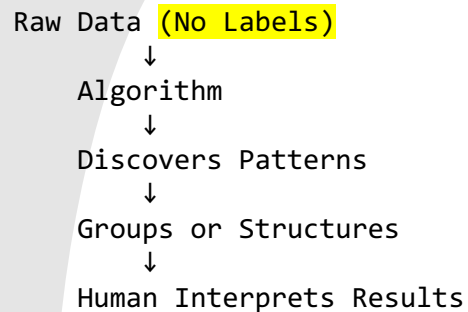 Raw Data (No Labels)
↓
Algorithm
↓
Discovers Patterns
↓
Groups or Structures
↓
Human Interprets Results